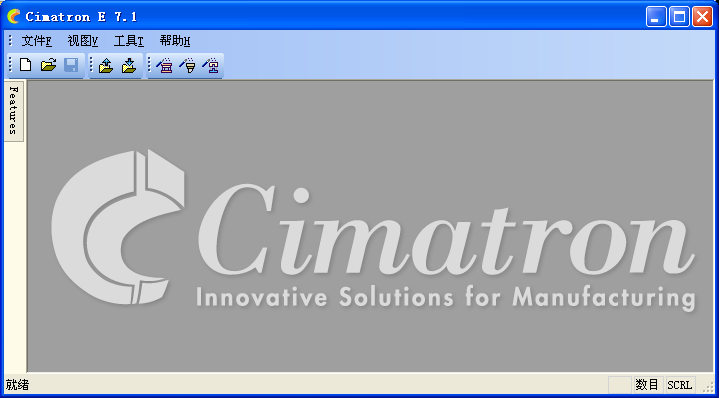 Cimatron E 7.1
文件F 视图V 工具T 帮助H
Features
Cimatron
Innovative Solutions for Manufacturing
就绪 数目 SCRL